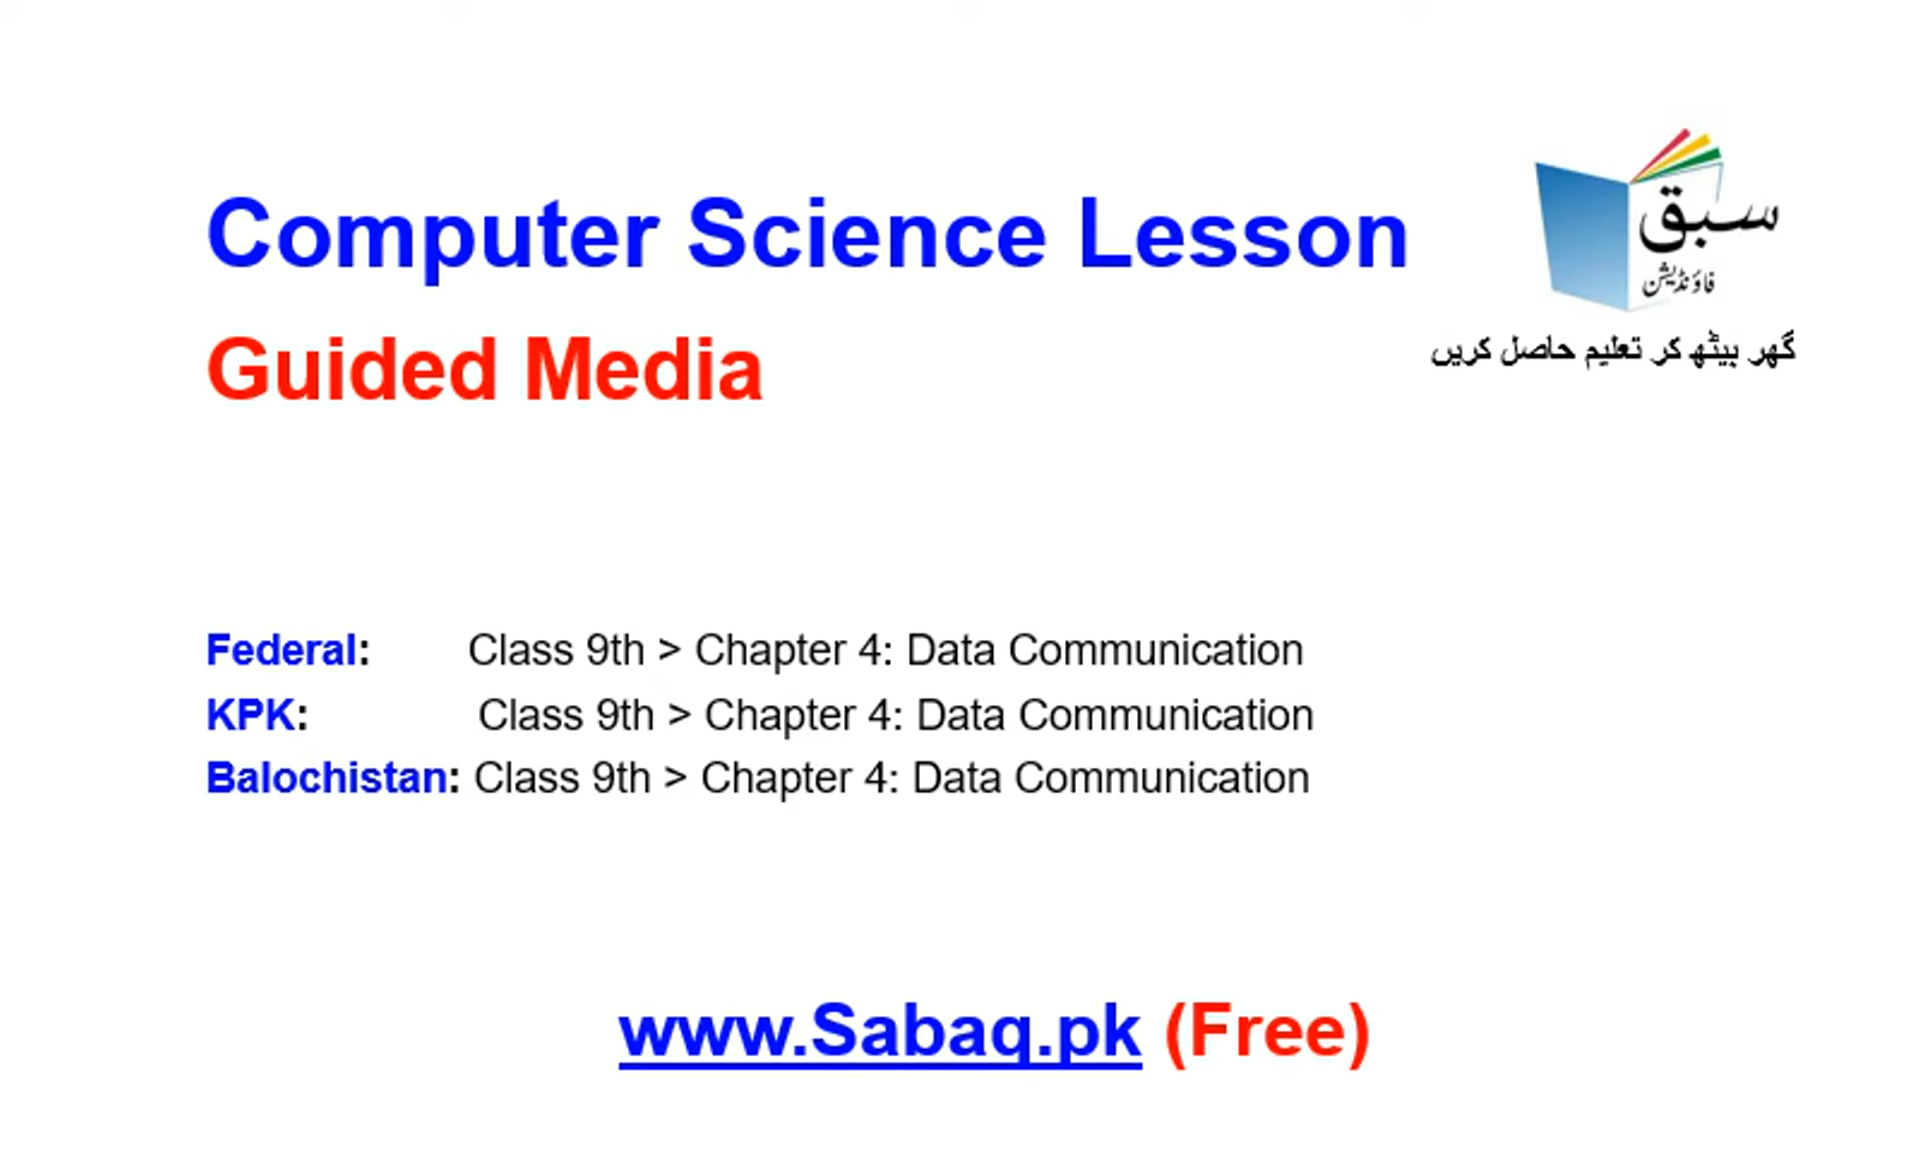 Computer Science Lesson
سبق
فاؤنڈیشن
Guided Media
گھر بیٹھ کر تعلیم حاصل کریں
Federal: Class 9th > Chapter 4: Data Communication
KPK: Class 9th > Chapter 4: Data Communication
Balochistan: Class 9th > Chapter 4: Data Communication
www.Sabaq.pk (Free)